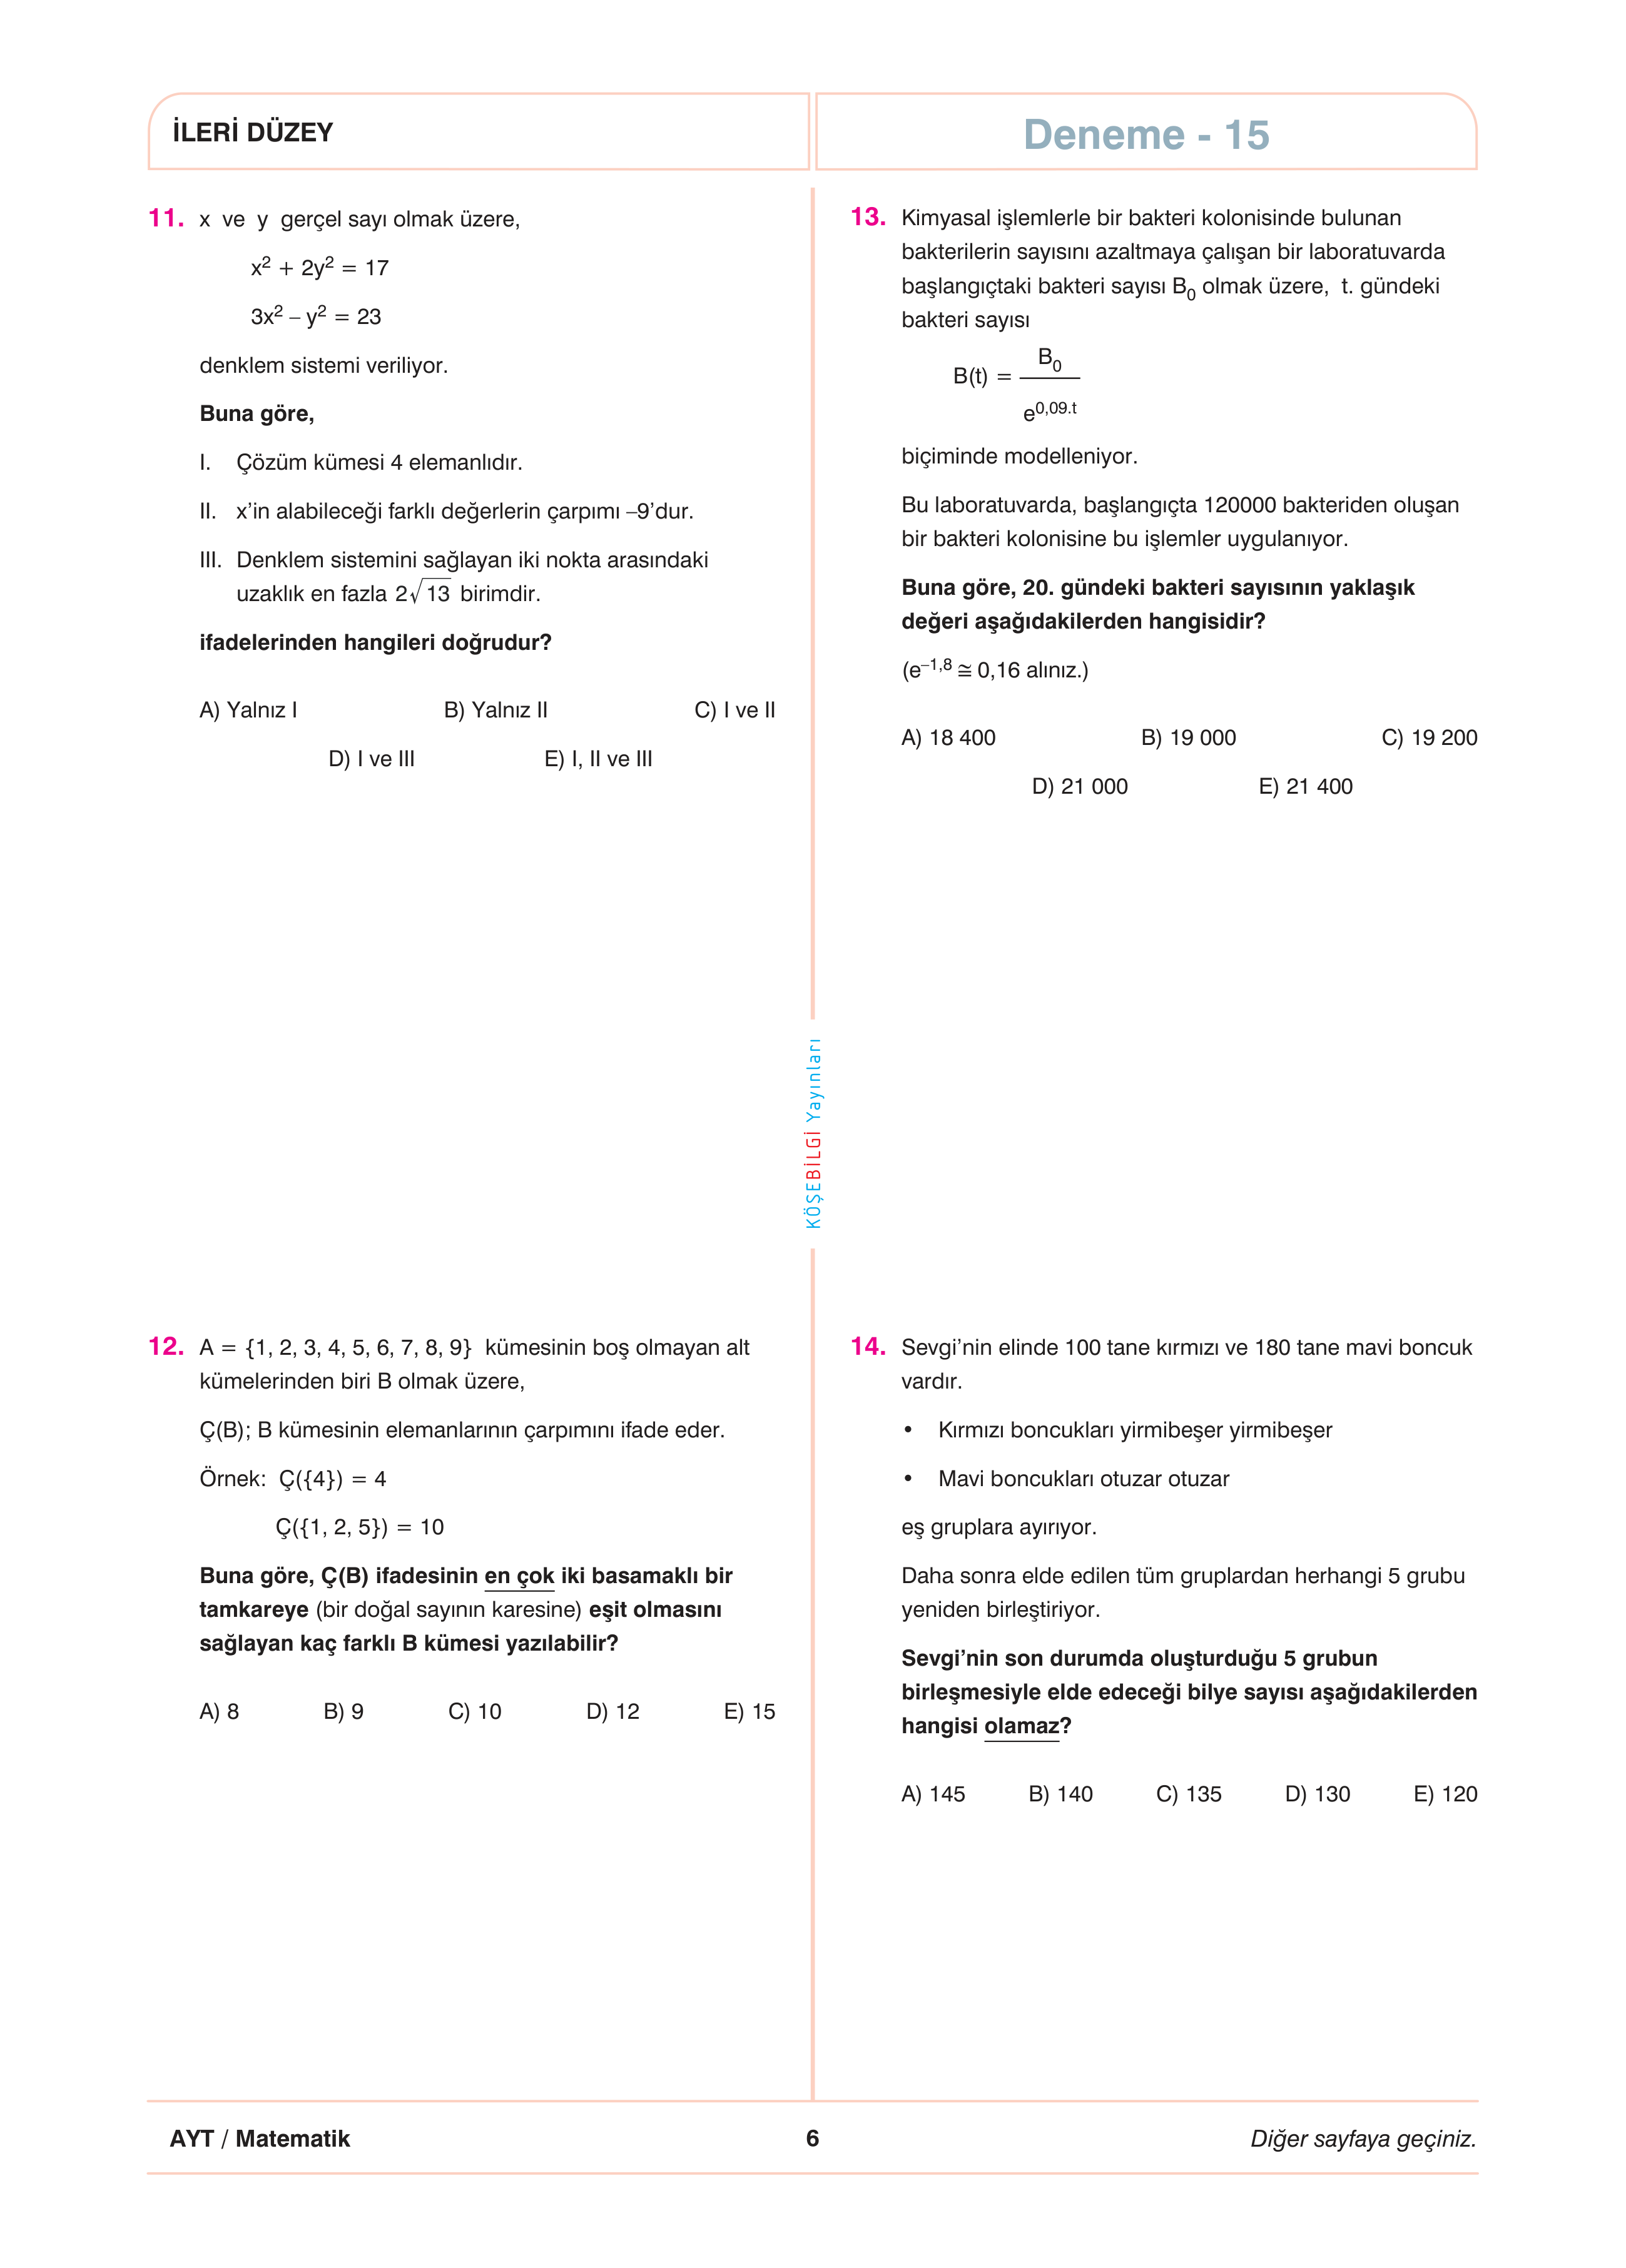 İLERİ DÜZEY
Deneme - 15
11. x ve y gerçel sayı olmak üzere,
x² + 2y² = 17
3x² – y² = 23
denklem sistemi veriliyor.
Buna göre,
I. Çözüm kümesi 4 elemanlıdır.
II. x'in alabileceği farklı değerlerin çarpımı –9'dur.
III. Denklem sistemini sağlayan iki nokta arasındaki
uzaklık en fazla 2√13 birimdir.
ifadelerinden hangileri doğrudur?
A) Yalnız I B) Yalnız II C) I ve II
D) I ve III E) I, II ve III
12. A = {1, 2, 3, 4, 5, 6, 7, 8, 9} kümesinin boş olmayan alt
kümelerinden biri B olmak üzere,
Ç(B); B kümesinin elemanlarının çarpımını ifade eder.
Örnek: Ç({4}) = 4
Ç({1, 2, 5}) = 10
Buna göre, Ç(B) ifadesinin en çok iki basamaklı bir
tamkareye (bir doğal sayının karesine) eşit olmasını
sağlayan kaç farklı B kümesi yazılabilir?
A) 8 B) 9 C) 10 D) 12 E) 15
KÖŞEBİLGİ Yayınları
13. Kimyasal işlemlerle bir bakteri kolonisinde bulunan
bakterilerin sayısını azaltmaya çalışan bir laboratuvarda
başlangıçtaki bakteri sayısı B₀ olmak üzere, t. gündeki
bakteri sayısı
B(t) = B₀ / e^0,09.t
biçiminde modelleniyor.
Bu laboratuvarda, başlangıçta 120000 bakteriden oluşan
bir bakteri kolonisine bu işlemler uygulanıyor.
Buna göre, 20. gündeki bakteri sayısının yaklaşık
değeri aşağıdakilerden hangisidir?
(e^–1,8 ≅ 0,16 alınız.)
A) 18 400 B) 19 000 C) 19 200
D) 21 000 E) 21 400
14. Sevgi'nin elinde 100 tane kırmızı ve 180 tane mavi boncuk
vardır.
• Kırmızı boncukları yirmibeşer yirmibeşer
• Mavi boncukları otuzar otuzar
eş gruplara ayırıyor.
Daha sonra elde edilen tüm gruplardan herhangi 5 grubu
yeniden birleştiriyor.
Sevgi'nin son durumda oluşturduğu 5 grubun
birleşmesiyle elde edeceği bilye sayısı aşağıdakilerden
hangisi olamaz?
A) 145 B) 140 C) 135 D) 130 E) 120
AYT / Matematik
6
Diğer sayfaya geçiniz.